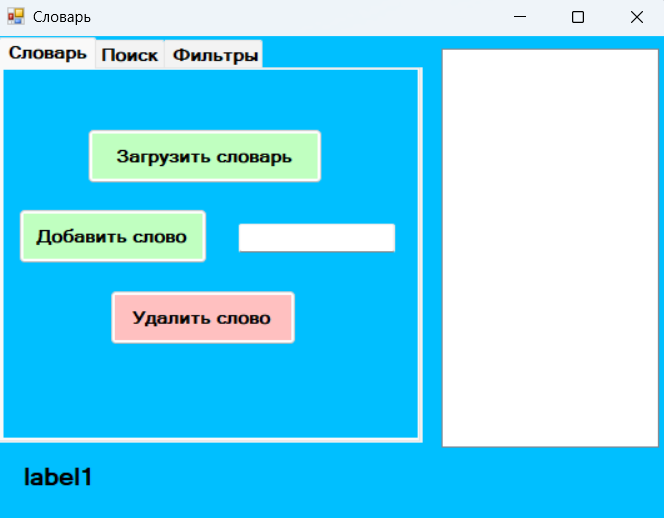 Словарь
Словарь Поиск Фильтры
Загрузить словарь
Добавить слово
Удалить слово
label1